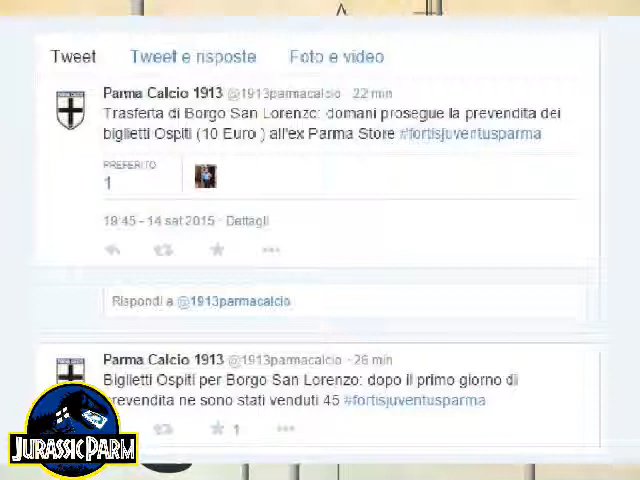 Tweet Tweet e risposte Foto e video
Parma Calcio 1913 @1913parmacalcio · 22 min
Trasferta di Borgo San Lorenzo: domani prosegue la prevendita dei
biglietti Ospiti (10 Euro ) all'ex Parma Store #fortisjuventusparma
PREFERITO
1
19:45 - 14 set 2015 · Dettagli
Rispondi a @1913parmacalcio
Parma Calcio 1913 @1913parmacalcio · 26 min
Biglietti Ospiti per Borgo San Lorenzo: dopo il primo giorno di
prevendita ne sono stati venduti 45 #fortisjuventusparma
1
JURASSIC PARM